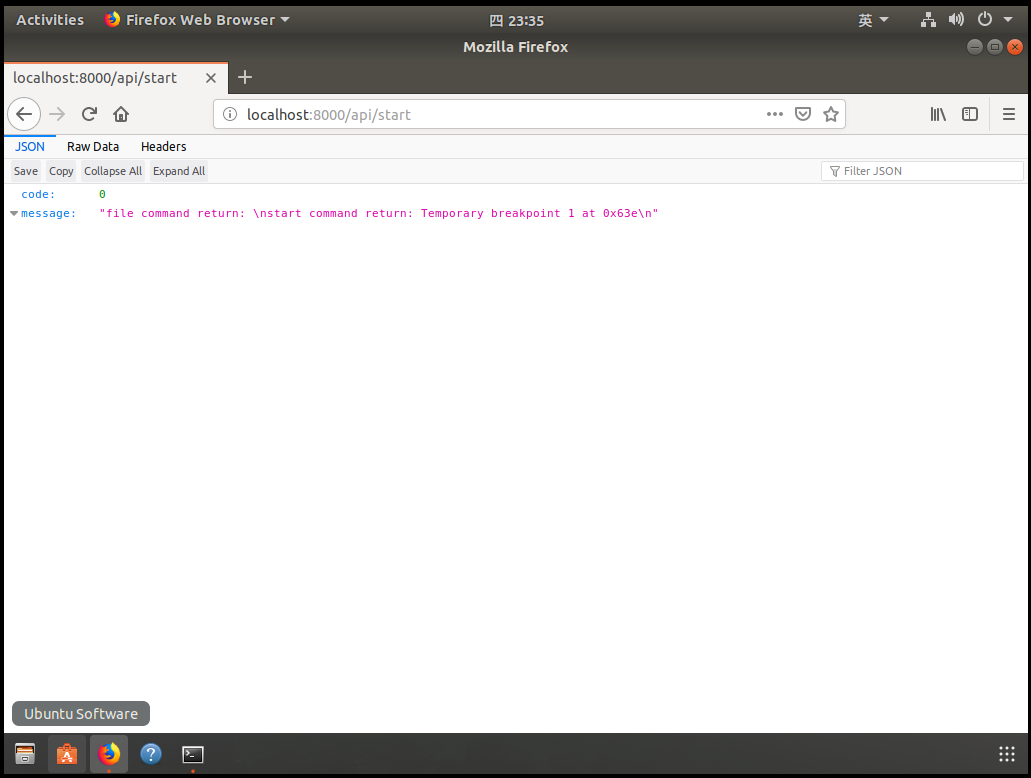 Activities Firefox Web Browser 四 23:35 英
Mozilla Firefox
localhost:8000/api/start
localhost:8000/api/start
JSON Raw Data Headers
Save Copy Collapse All Expand All Filter JSON
code: 0
message: "file command return: \nstart command return: Temporary breakpoint 1 at 0x63e\n"
Ubuntu Software